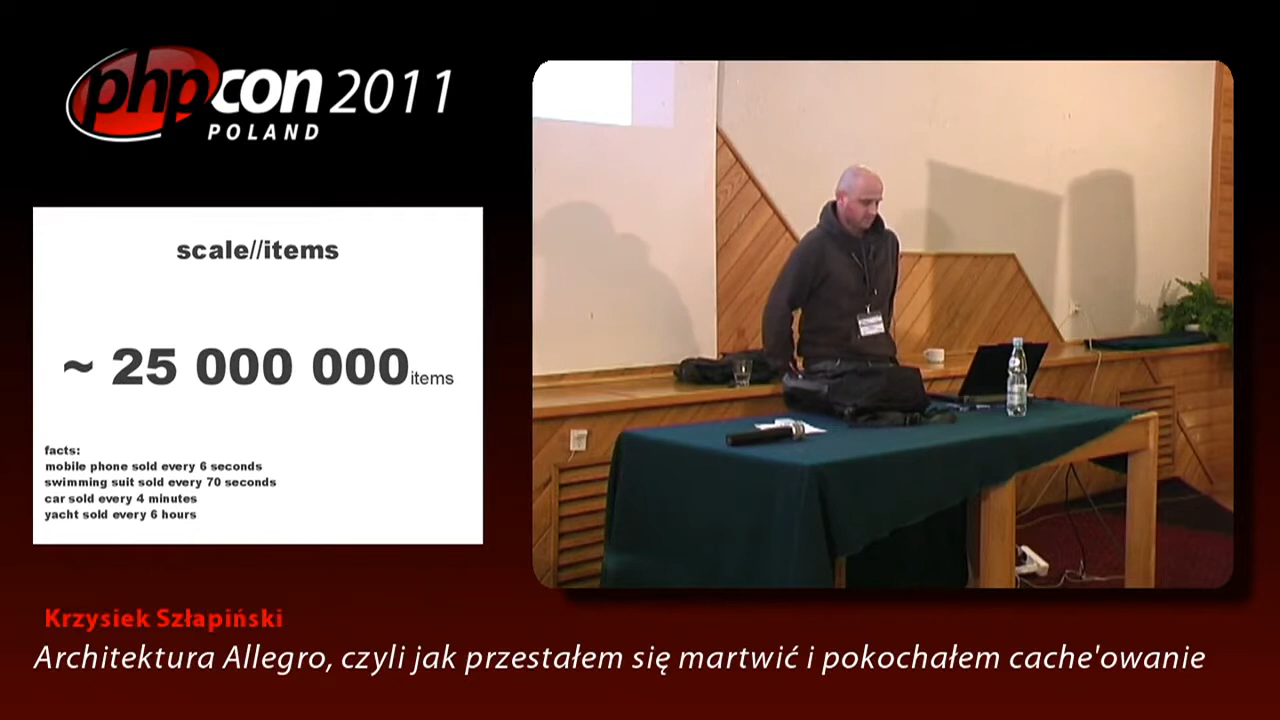 phpcon 2011
POLAND
scale//items
~ 25 000 000 items
facts:
mobile phone sold every 6 seconds
swimming suit sold every 70 seconds
car sold every 4 minutes
yacht sold every 6 hours
Krzysiek Szłapiński
Architektura Allegro, czyli jak przestałem się martwić i pokochałem cache'owanie